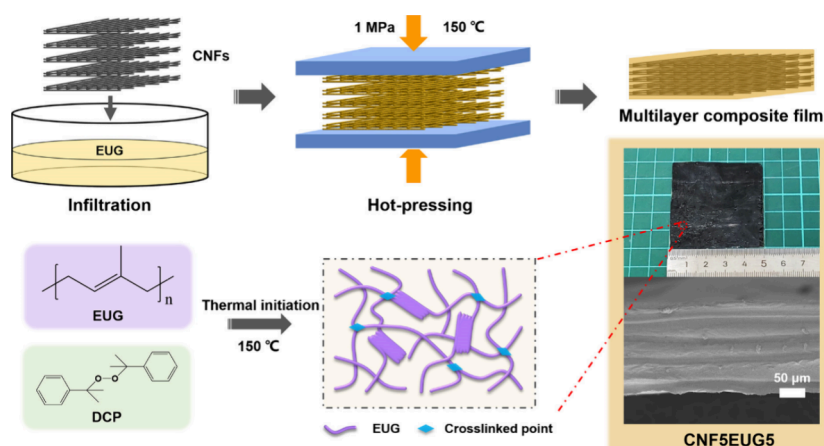 CNFs
EUG
Infiltration
1 MPa
150 ℃
Hot-pressing
Multilayer composite film
n
EUG
Thermal initiation
150 ℃
O
O
DCP
EUG
Crosslinked point
1 2 3 4 5 6 7
50 μm
CNF5EUG5